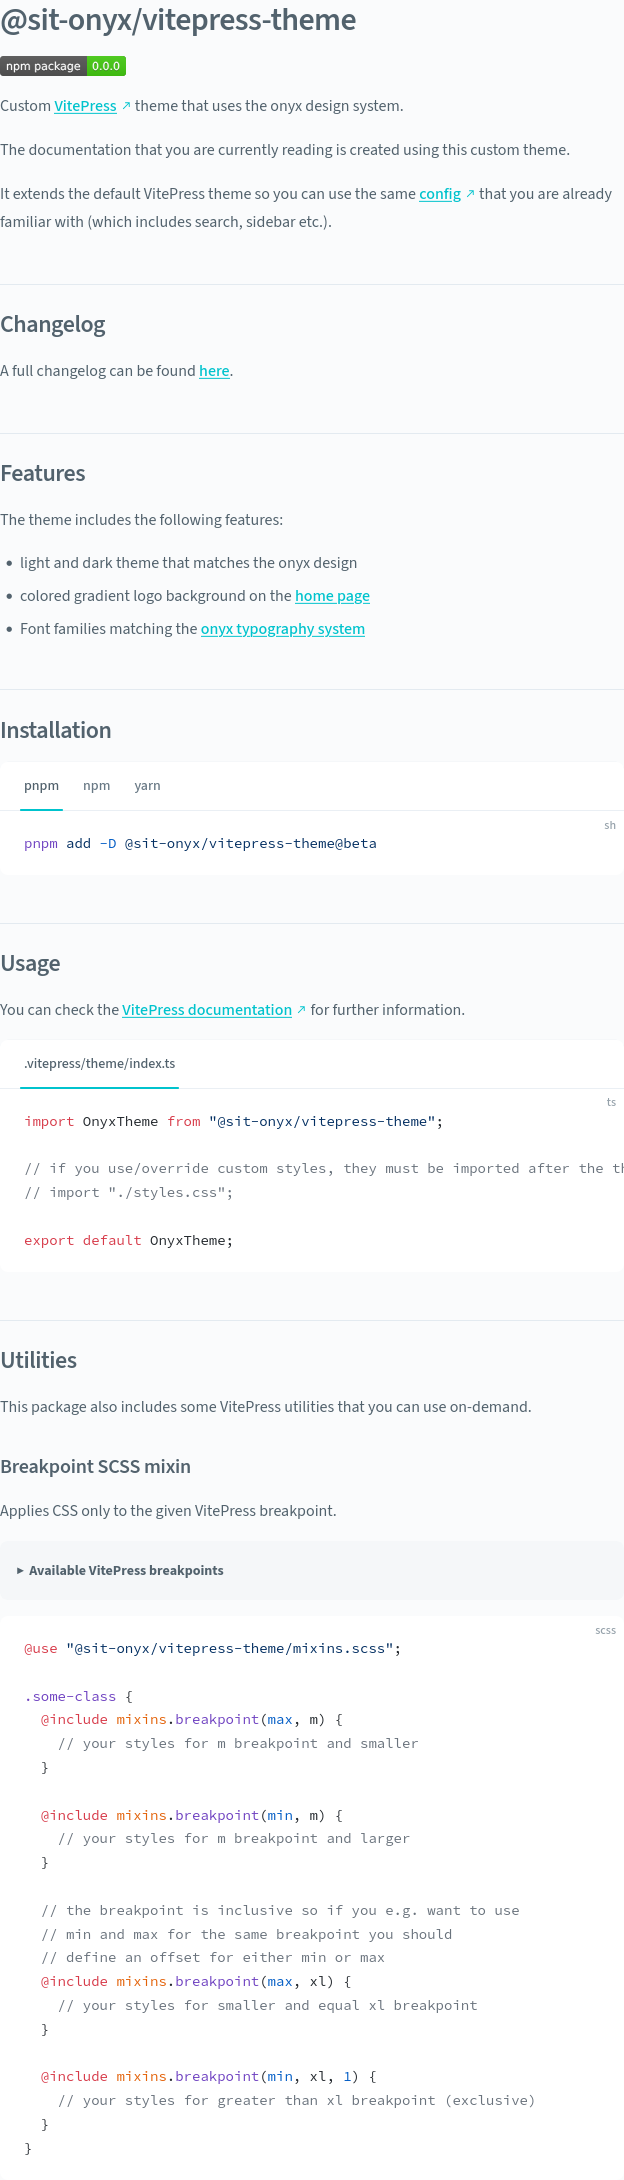 @sit-onyx/vitepress-theme
npm package 0.0.0
Custom VitePress ↗ theme that uses the onyx design system.
The documentation that you are currently reading is created using this custom theme.
It extends the default VitePress theme so you can use the same config ↗ that you are already
familiar with (which includes search, sidebar etc.).
Changelog
A full changelog can be found here.
Features
The theme includes the following features:
• light and dark theme that matches the onyx design
• colored gradient logo background on the home page
• Font families matching the onyx typography system
Installation
pnpm npm yarn
sh
pnpm add -D @sit-onyx/vitepress-theme@beta
Usage
You can check the VitePress documentation ↗ for further information.
.vitepress/theme/index.ts
ts
import OnyxTheme from "@sit-onyx/vitepress-theme";
// if you use/override custom styles, they must be imported after the
// import "./styles.css";
export default OnyxTheme;
Utilities
This package also includes some VitePress utilities that you can use on-demand.
Breakpoint SCSS mixin
Applies CSS only to the given VitePress breakpoint.
▸ Available VitePress breakpoints
scss
@use "@sit-onyx/vitepress-theme/mixins.scss";
.some-class {
  @include mixins.breakpoint(max, m) {
    // your styles for m breakpoint and smaller
  }
  @include mixins.breakpoint(min, m) {
    // your styles for m breakpoint and larger
  }
  // the breakpoint is inclusive so if you e.g. want to use
  // min and max for the same breakpoint you should
  // define an offset for either min or max
  @include mixins.breakpoint(max, xl) {
    // your styles for smaller and equal xl breakpoint
  }
  @include mixins.breakpoint(min, xl, 1) {
    // your styles for greater than xl breakpoint (exclusive)
  }
}